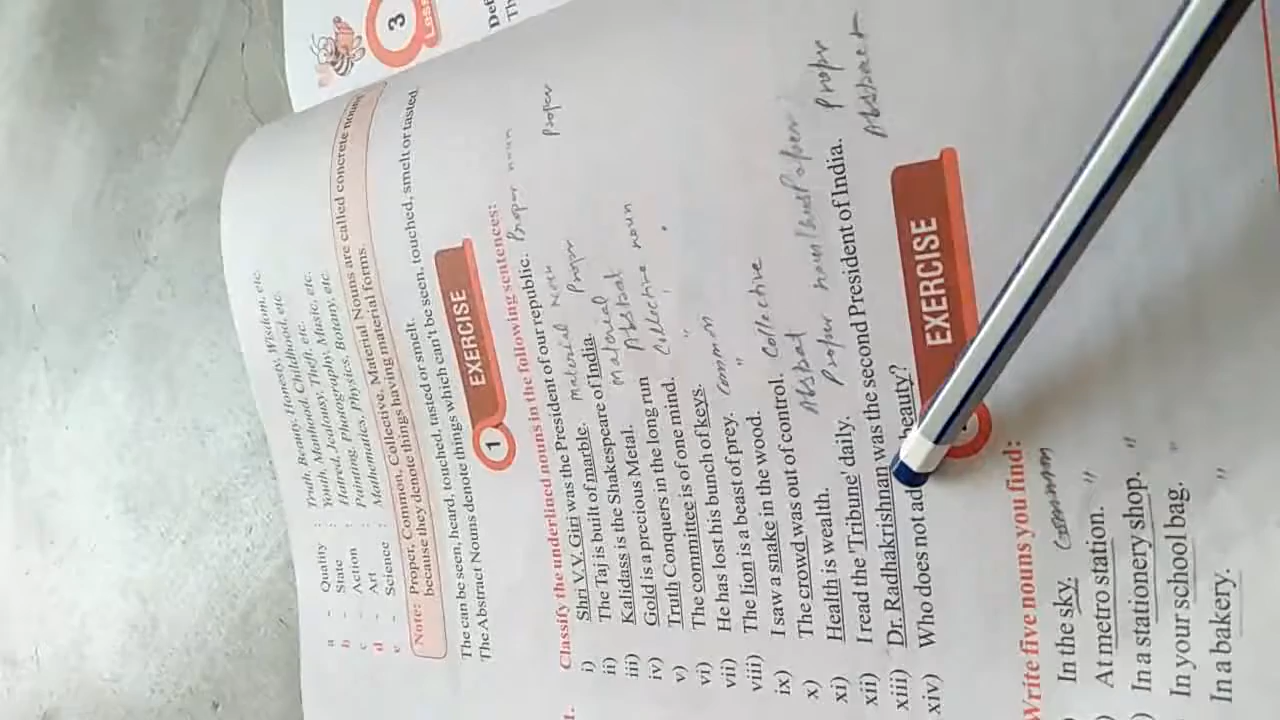 3
Less
Def
Th
a - Quality : Truth, Beauty, Honesty, Wisdom, etc.
b - State : Youth, Manhood, Childhood, etc.
c - Action : Hatred, Jealousy, Theft, etc.
d - Art : Painting, Photography, Music, etc.
e - Science : Mathematics, Physics, Botany, etc.
Note: Proper, Common, Collective, Material Nouns are called concrete nouns
because they denote things having material forms.
The can be seen, heard, touched, tasted or smelt.
The Abstract Nouns denote things which can't be seen, touched, smelt or tasted.
1 EXERCISE
1. Classify the underlined nouns in the following sentences:
i) Shri V.V. Giri was the President of our republic. Proper noun
ii) The Taj is built of marble. material noun Proper
iii) Kalidass is the Shakespeare of India. Proper
iv) Gold is a precious Metal. Material
v) Truth Conquers in the long run Abstract
vi) The committee is of one mind. Collective noun
vii) He has lost his bunch of keys. "
viii) The lion is a beast of prey. Common
ix) I saw a snake in the wood. "
x) The crowd was out of control. Collective
xi) Health is wealth. Abstract
xii) I read the 'Tribune' daily. Proper noun
xiii) Dr. Radhakrishnan was the second President of India. Proper
xiv) Who does not ad beauty? Abstract
EXERCISE
Write five nouns you find:
In the sky. Common
At metro station. "
In a stationery shop. "
In your school bag. "
In a bakery. "